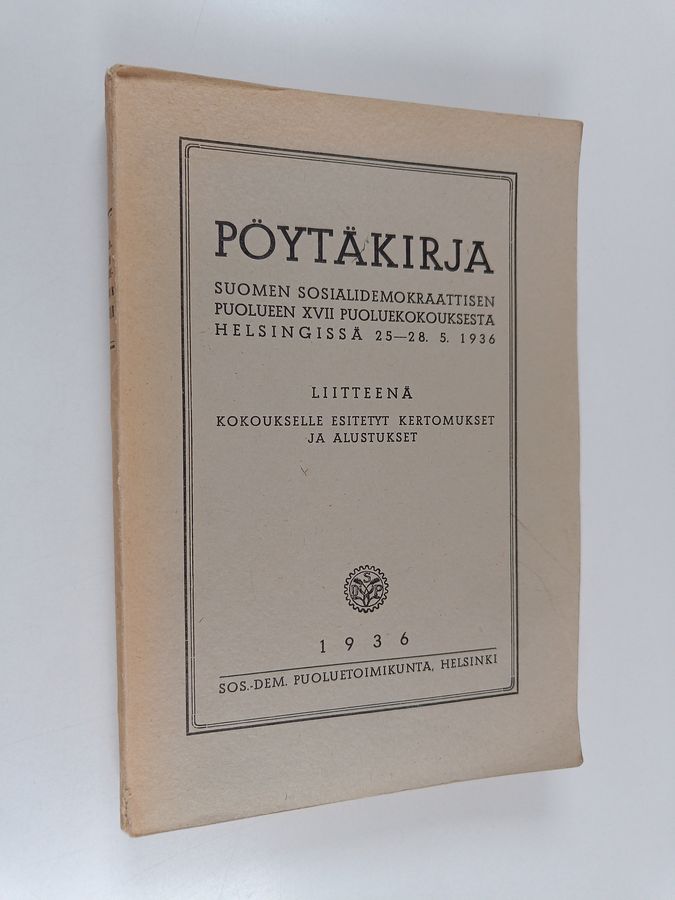 PÖYTÄKIRJA
SUOMEN SOSIALIDEMOKRAATTISEN
PUOLUEEN XVII PUOLUEKOKOUKSESTA
HELSINGISSÄ 25—28. 5. 1936
LIITTEENÄ
KOKOUKSELLE ESITETYT KERTOMUKSET
JA ALUSTUKSET
S
D P
1936
SOS.-DEM. PUOLUETOIMIKUNTA, HELSINKI